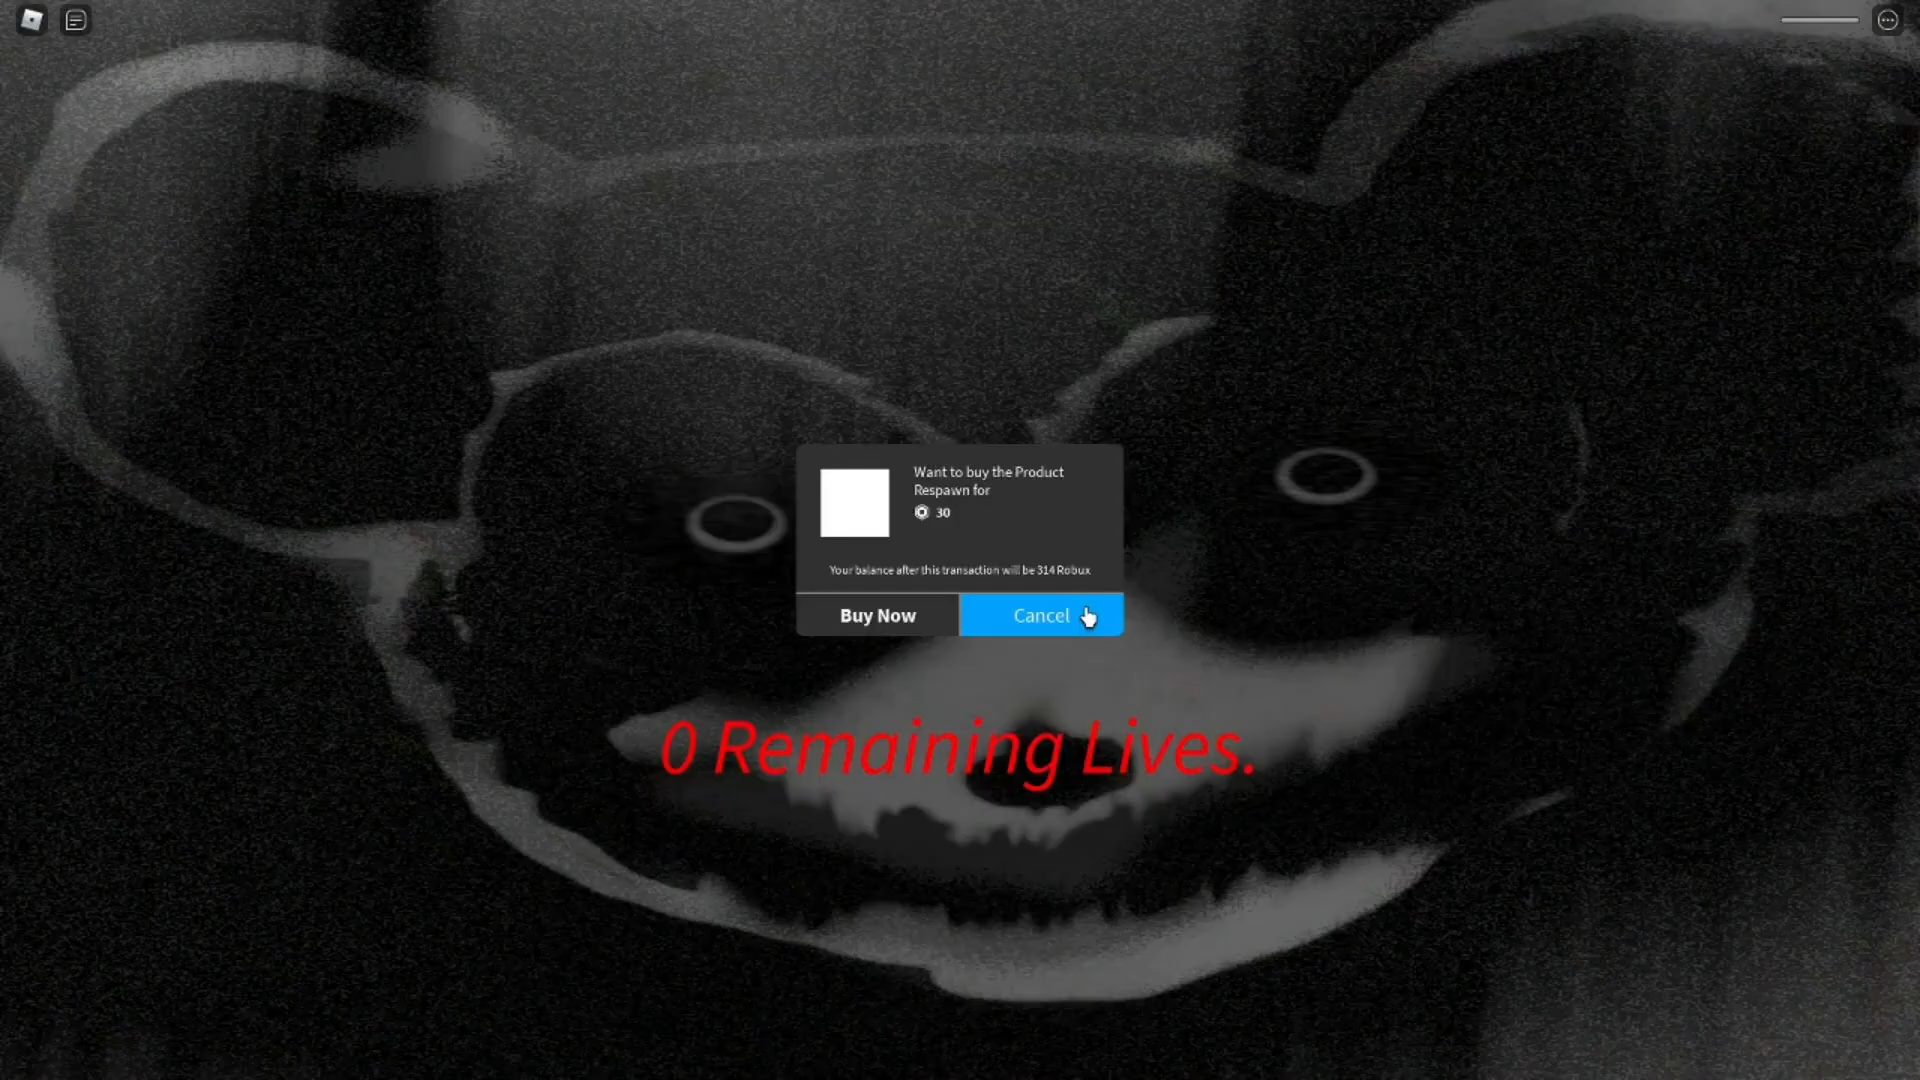 Want to buy the Product
Respawn for
30
Your balance after this transaction will be 314 Robux
Buy Now
Cancel
0 Remaining Lives.